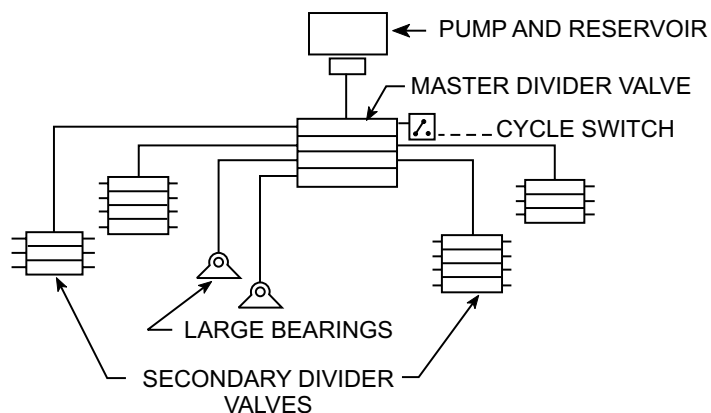 PUMP AND RESERVOIR
MASTER DIVIDER VALVE
CYCLE SWITCH
LARGE BEARINGS
SECONDARY DIVIDER
VALVES